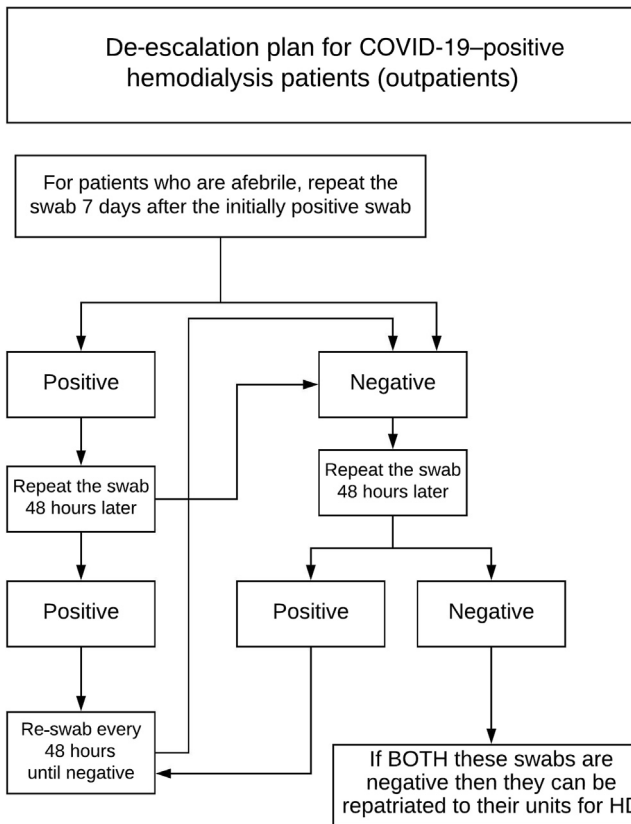 De-escalation plan for COVID-19–positive
hemodialysis patients (outpatients)
For patients who are afebrile, repeat the
swab 7 days after the initially positive swab
Positive
Negative
Repeat the swab
48 hours later
Repeat the swab
48 hours later
Positive
Positive
Negative
Re-swab every
48 hours
until negative
If BOTH these swabs are
negative then they can be
repatriated to their units for HD